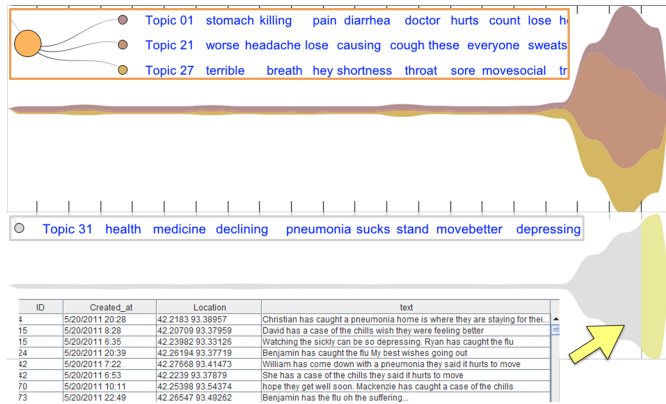 Topic 01 stomach killing pain diarrhea doctor hurts count lose
Topic 21 worse headache lose causing cough these everyone sweats
Topic 27 terrible breath hey shortness throat sore movesocial
Topic 31 health medicine declining pneumonia sucks stand movebetter depressing
ID Created_at Location text
4 5/20/2011 20:28 42.2183 93.38957 Christian has caught a pneumonia home is where they are staying for thei...
15 5/20/2011 8:28 42.20709 93.37959 David has a case of the chills wish they were feeling better
15 5/20/2011 6:35 42.23982 93.33126 Watching the sickly can be so depressing. Ryan has caught the flu
24 5/20/2011 20:39 42.26194 93.37719 Benjamin has caught the flu My best wishes going out
42 5/20/2011 7:22 42.27668 93.41473 William has come down with a pneumonia they said it hurts to move
42 5/20/2011 6:53 42.2239 93.37879 She has a case of the chills they said it hurts to move
70 5/20/2011 10:11 42.25398 93.54374 hope they get well soon. Mackenzie has caught a case of the chills
73 5/20/2011 22:49 42.26547 93.49262 Benjamin has the flu oh the suffering...